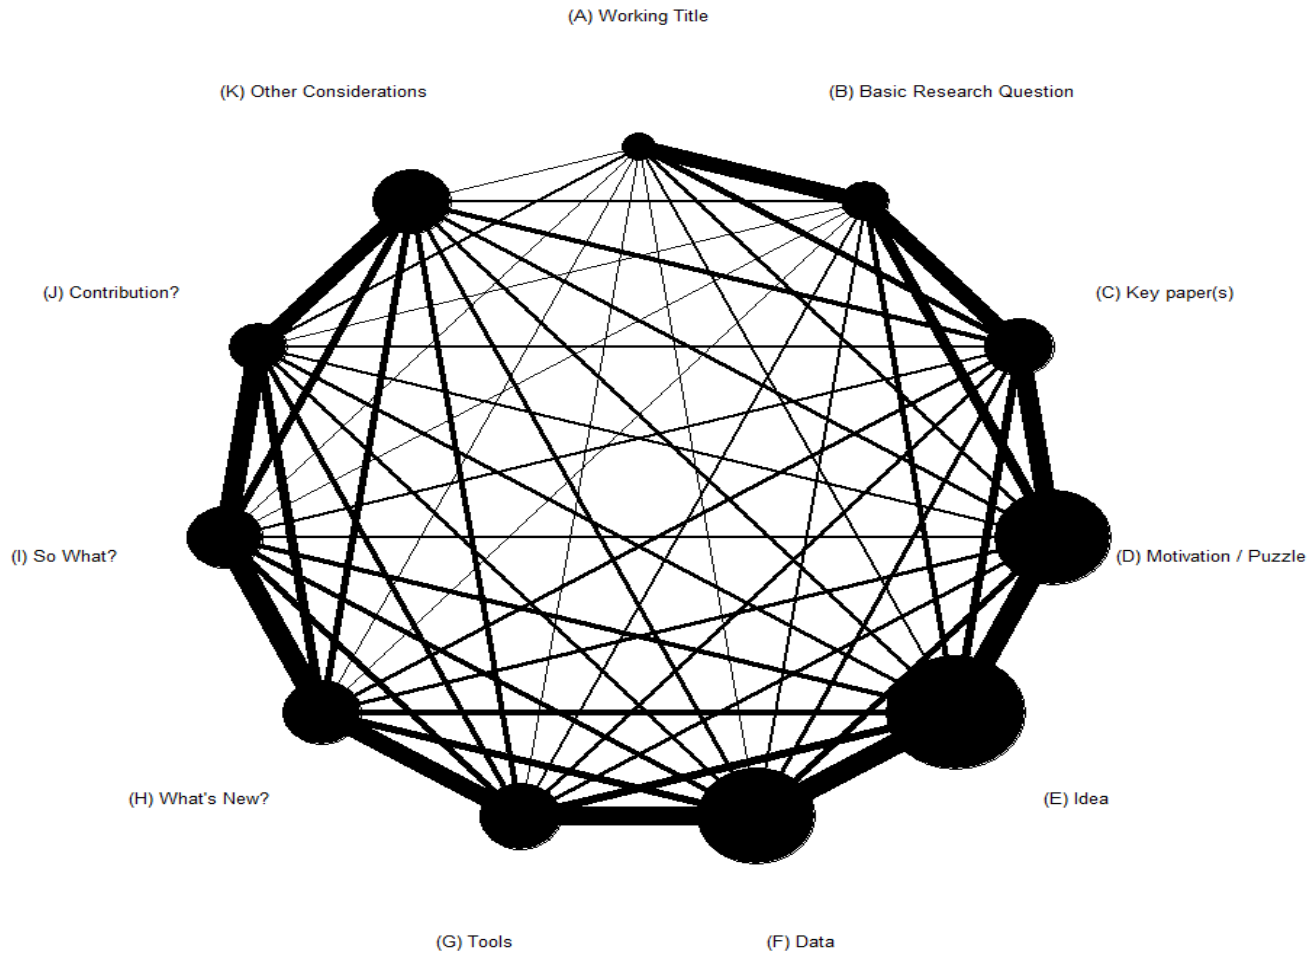 (A) Working Title
(K) Other Considerations
(B) Basic Research Question
(J) Contribution?
(C) Key paper(s)
(I) So What?
(D) Motivation / Puzzle
(H) What's New?
(E) Idea
(G) Tools
(F) Data